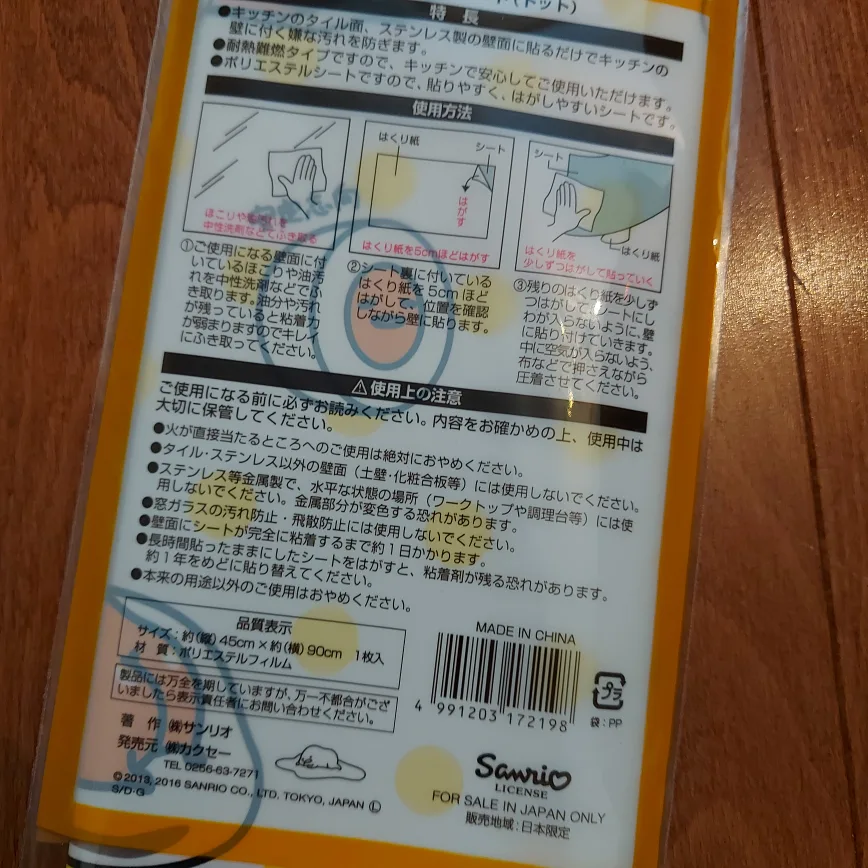 (ドット)
特長
●キッチンのタイル面、ステンレス製の壁面に貼るだけでキッチンの
壁に付く嫌な汚れを防ぎます。
●耐熱難燃タイプですので、キッチンで安心してご使用いただけます。
●ポリエステルシートですので、貼りやすく、はがしやすいシートです。
使用方法
ほこりや油汚れを
中性洗剤などでふき取る
はくり紙
シート
はがす
はくり紙を5cmほどはがす
シート
はくり紙
はくり紙を
少しずつはがして貼っていく
①ご使用になる壁面に付
いているほこりや油汚
れを中性洗剤などでふ
き取ります。油分や汚れ
が残っていると粘着力
が弱まりますのでキレイ
にふき取ってください。
②シート裏に付いている
はくり紙を5cmほど
はがして、位置を確認
しながら壁に貼ります。
③残りのはくり紙を少しず
つはがしてシートにし
わが入らないように、壁
に貼り付けていきます。
中に空気が入らないよう、
布などで押さえながら
圧着させてください。
⚠使用上の注意
ご使用になる前に必ずお読みください。内容をお確かめの上、使用中は
大切に保管してください。
●火が直接当たるところへのご使用は絶対におやめください。
●タイル・ステンレス以外の壁面（土壁・化粧合板等）には使用しないでください。
●ステンレス等金属製で、水平な状態の場所（ワークトップや調理台等）には使
用しないでください。金属部分が変色する恐れがあります。
●窓ガラスの汚れ防止・飛散防止には使用しないでください。
●壁面にシートが完全に粘着するまで約1日かかります。
●長時間貼ったままにしたシートをはがすと、粘着剤が残る恐れがあります。
約1年をめどに貼り替えてください。
●本来の用途以外のご使用はおやめください。
品質表示
サイズ：約(縦)45cm×約(横)90cm 1枚入
材 質：ポリエステルフィルム
製品には万全を期していますが、万一不都合がござ
いましたら表示責任者にお問い合わせください。
著 作 ㈱サンリオ
発売元 ㈱カクセー
TEL 0256-63-7271
©2013, 2016 SANRIO CO., LTD. TOKYO, JAPAN Ⓛ
S/D·G
MADE IN CHINA
4 991203 172198
プラ
袋：PP
Sanrio
LICENSE
FOR SALE IN JAPAN ONLY
販売地域：日本限定